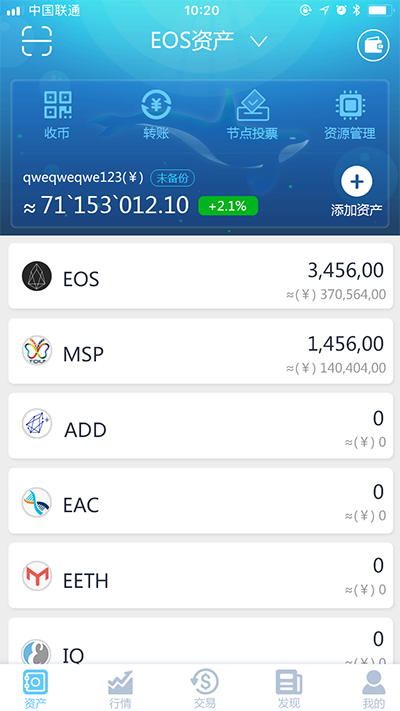 中国联通
10:20
EOS资产
收币
转账
节点投票
资源管理
qweqweqwe123(￥)
未备份
≈ 71`153`012.10
+2.1%
添加资产
EOS
3,456,00
≈(￥) 370,564,00
MSP
1,456,00
≈(￥) 140,404,00
ADD
0
≈(￥) 0
EAC
0
≈(￥) 0
EETH
0
≈(￥) 0
IQ
0
≈(￥) 0
资产
行情
交易
发现
我的